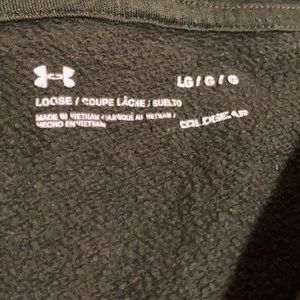 LG / G / G
LOOSE / COUPE LÂCHE / SUELTO
MADE IN VIETNAM / FABRIQUÉ AU VIETNAM /
HECHO EN VIETNAM
COLDGEAR